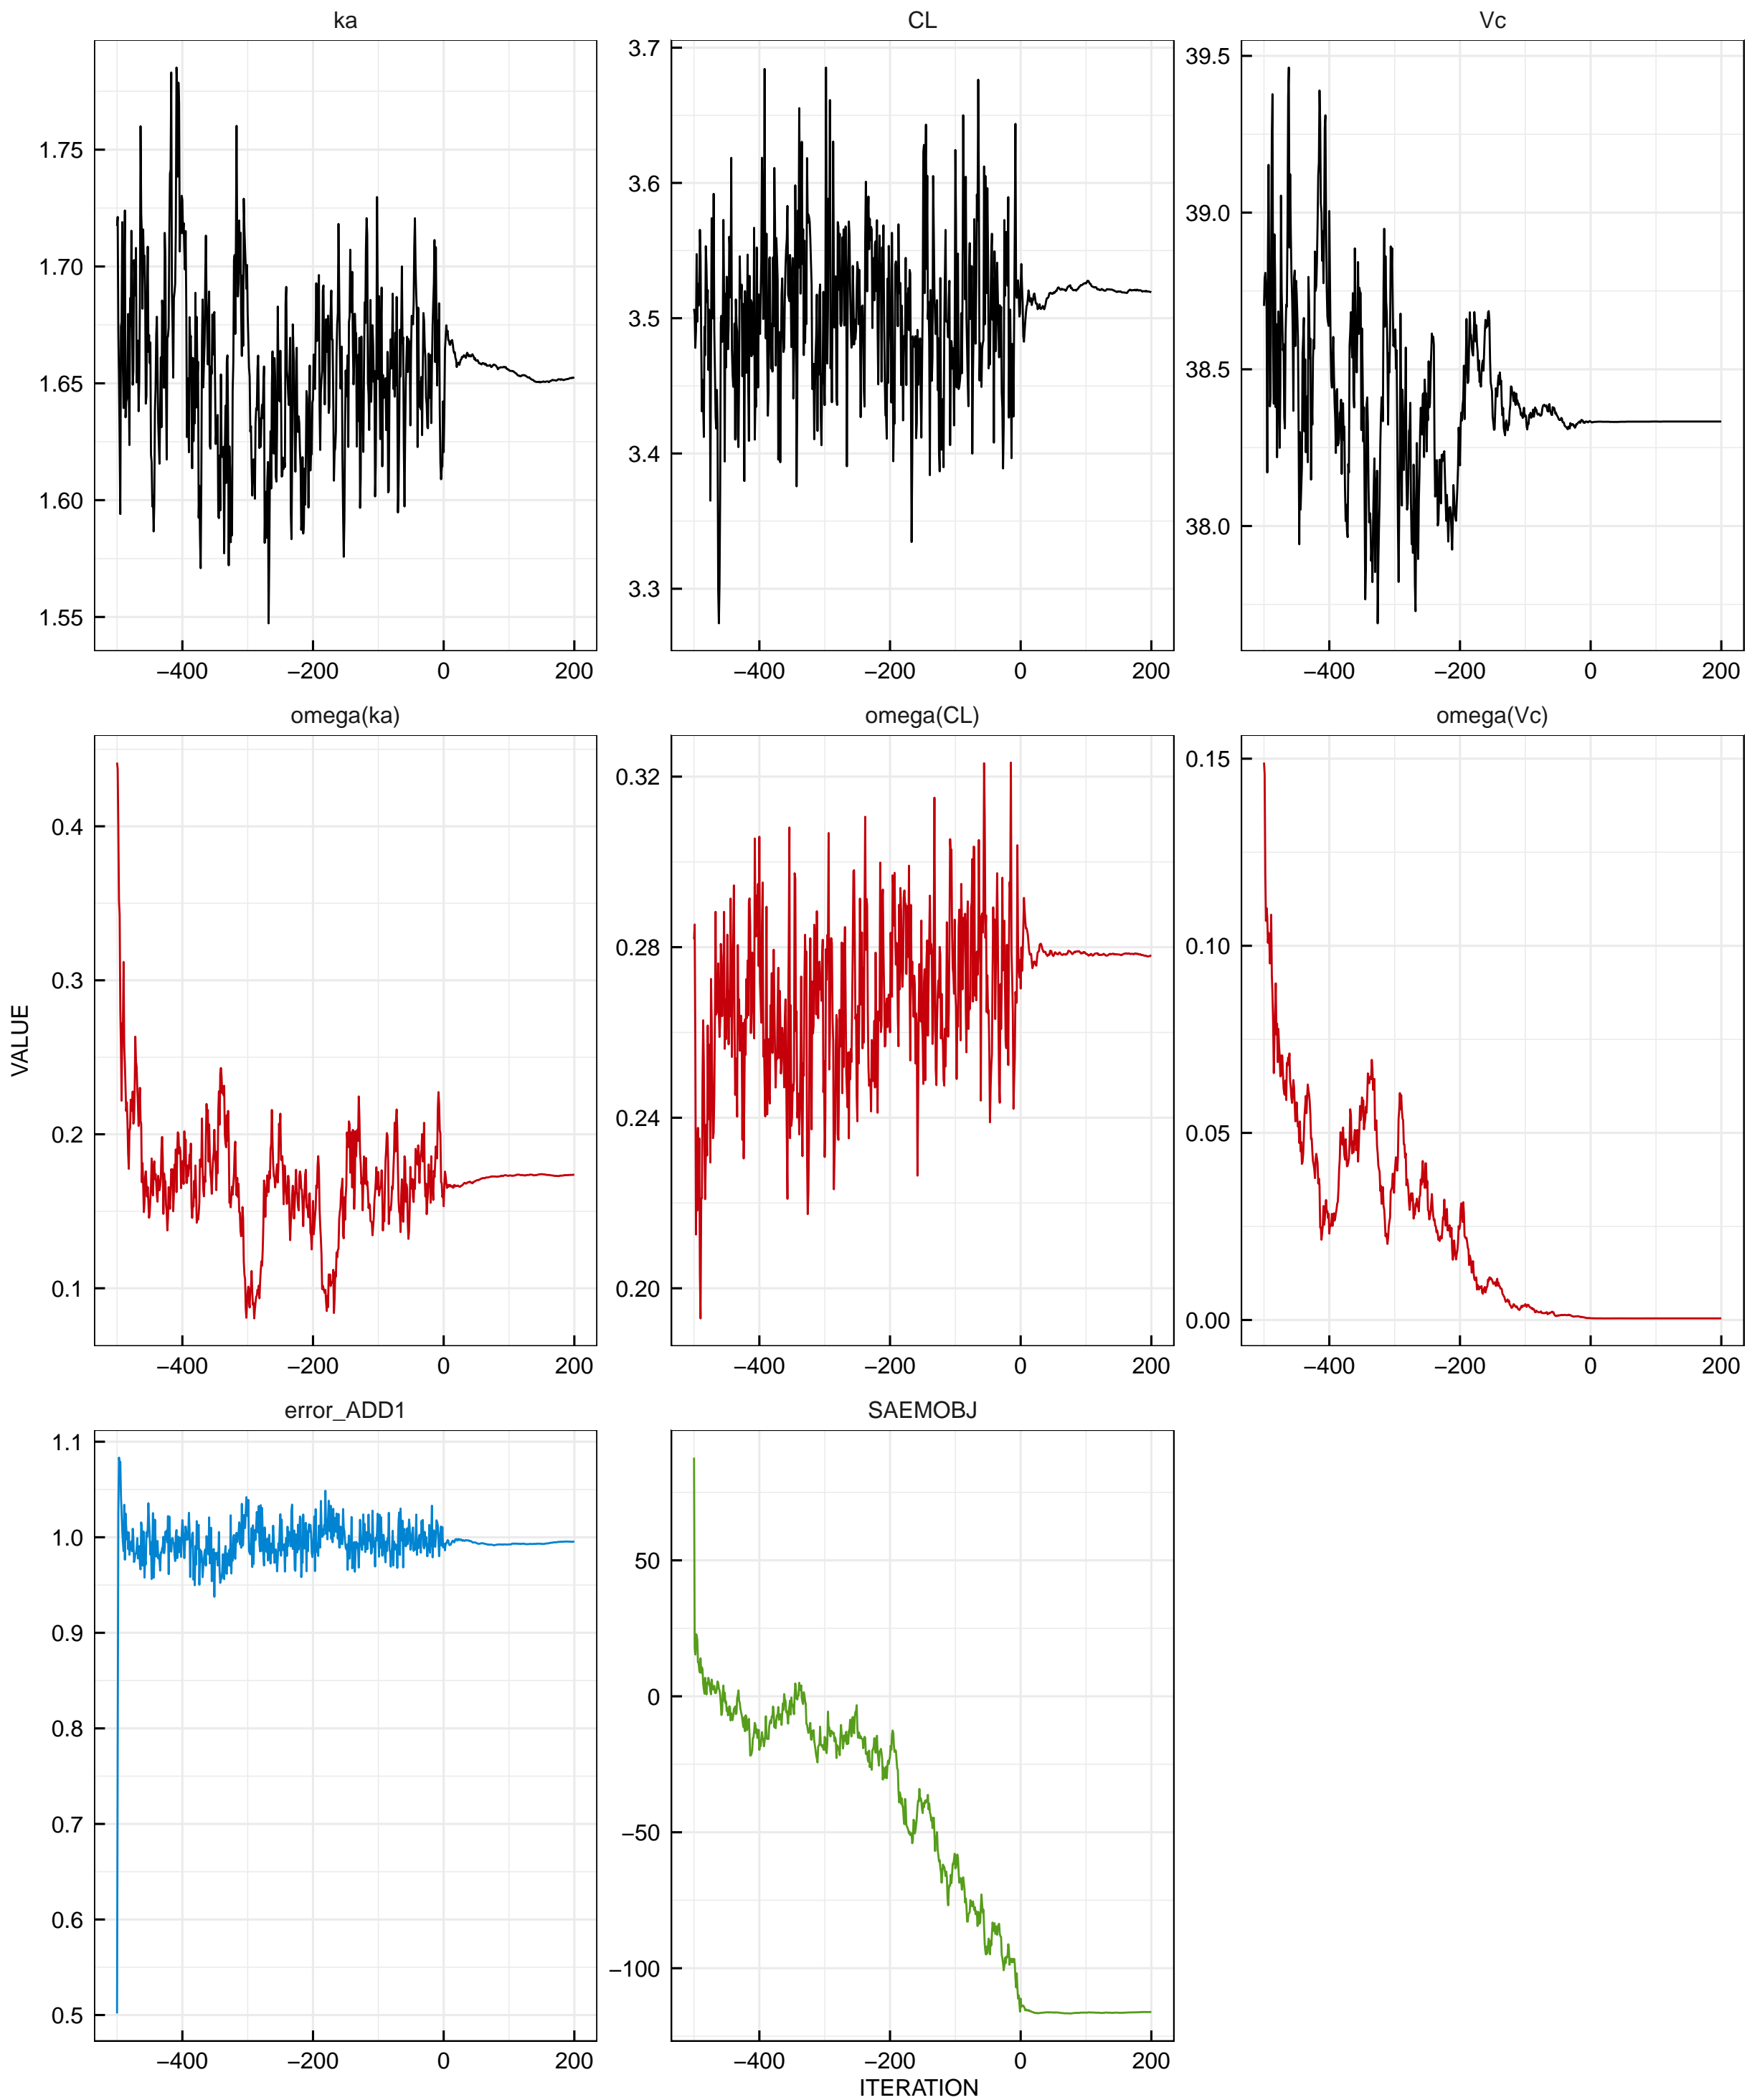 ka
CL
Vc
1.75
1.70
1.65
1.60
1.55
3.7
3.6
3.5
3.4
3.3
39.5
39.0
38.5
38.0
−400 −200 0 200
−400 −200 0 200
−400 −200 0 200
omega(ka)
omega(CL)
omega(Vc)
VALUE
0.4
0.3
0.2
0.1
0.32
0.28
0.24
0.20
0.15
0.10
0.05
0.00
−400 −200 0 200
−400 −200 0 200
−400 −200 0 200
error_ADD1
SAEMOBJ
1.1
1.0
0.9
0.8
0.7
0.6
0.5
50
0
−50
−100
−400 −200 0 200
−400 −200 0 200
ITERATION